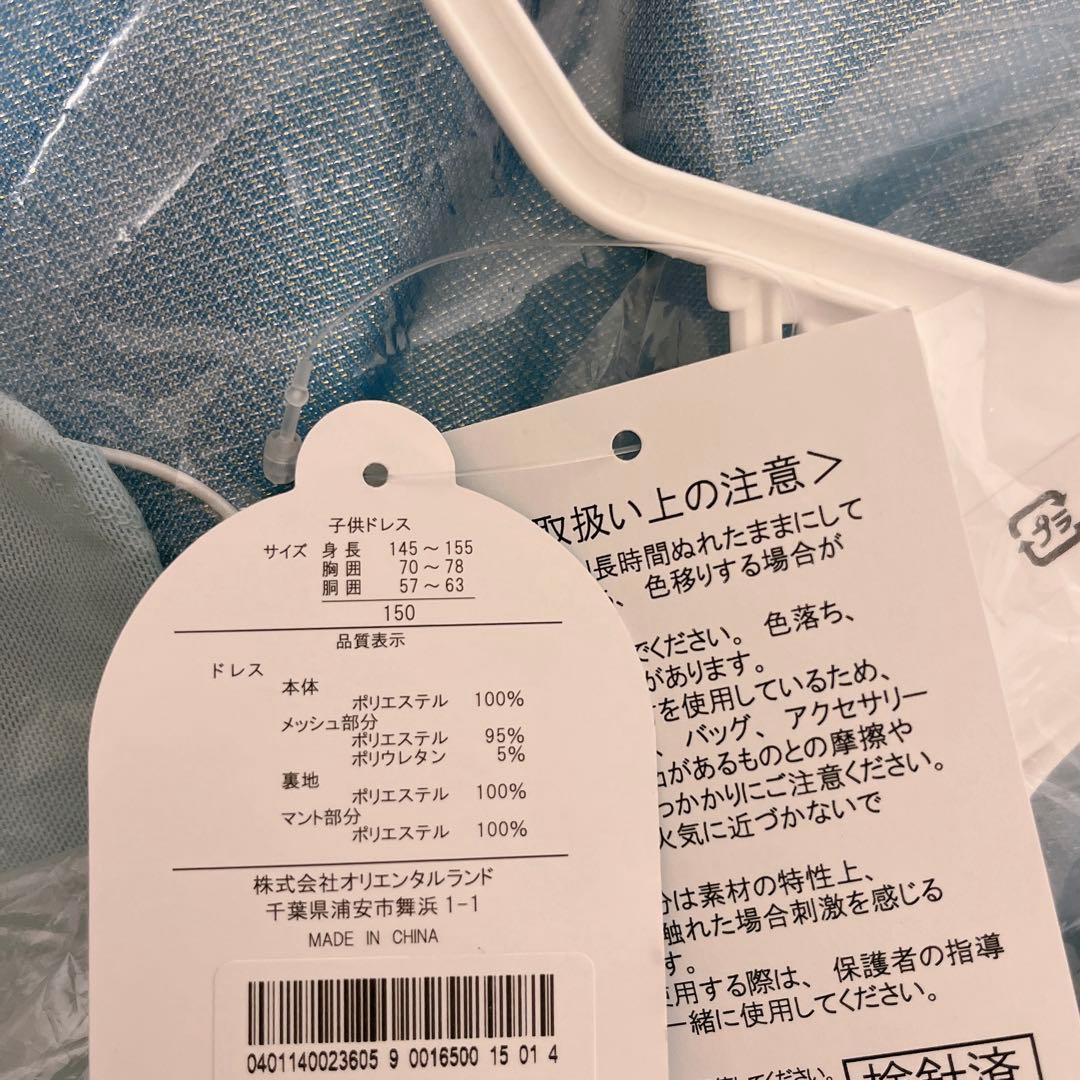 子供ドレス
サイズ 身長 145～155
胸囲 70～78
胴囲 57～63
150
品質表示
ドレス
本体
ポリエステル 100%
メッシュ部分
ポリエステル 95%
ポリウレタン 5%
裏地
ポリエステル 100%
マント部分
ポリエステル 100%
株式会社オリエンタルランド
千葉県浦安市舞浜1-1
MADE IN CHINA
0401140023605 9 0016500 15 01 4
取扱い上の注意＞
長時間ぬれたままにして
、色移りする場合が
でください。色落ち、
があります。
を使用しているため、
、バッグ、アクセサリー
があるものとの摩擦や
っかかりにご注意ください。
火気に近づかないで
は素材の特性上、
触れた場合刺激を感じる
す。
使用する際は、保護者の指導
一緒に使用してください。
てください。
検針済
プラ